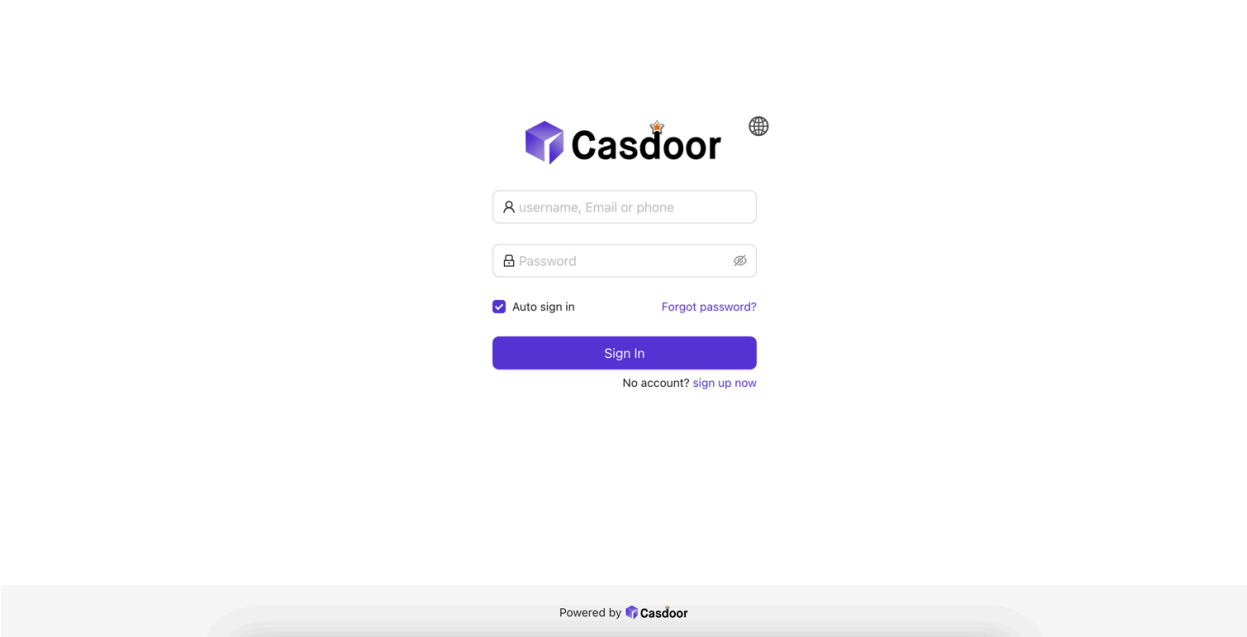 Casdoor
username, Email or phone
Password
Auto sign in Forgot password?
Sign In
No account? sign up now
Powered by Casdoor